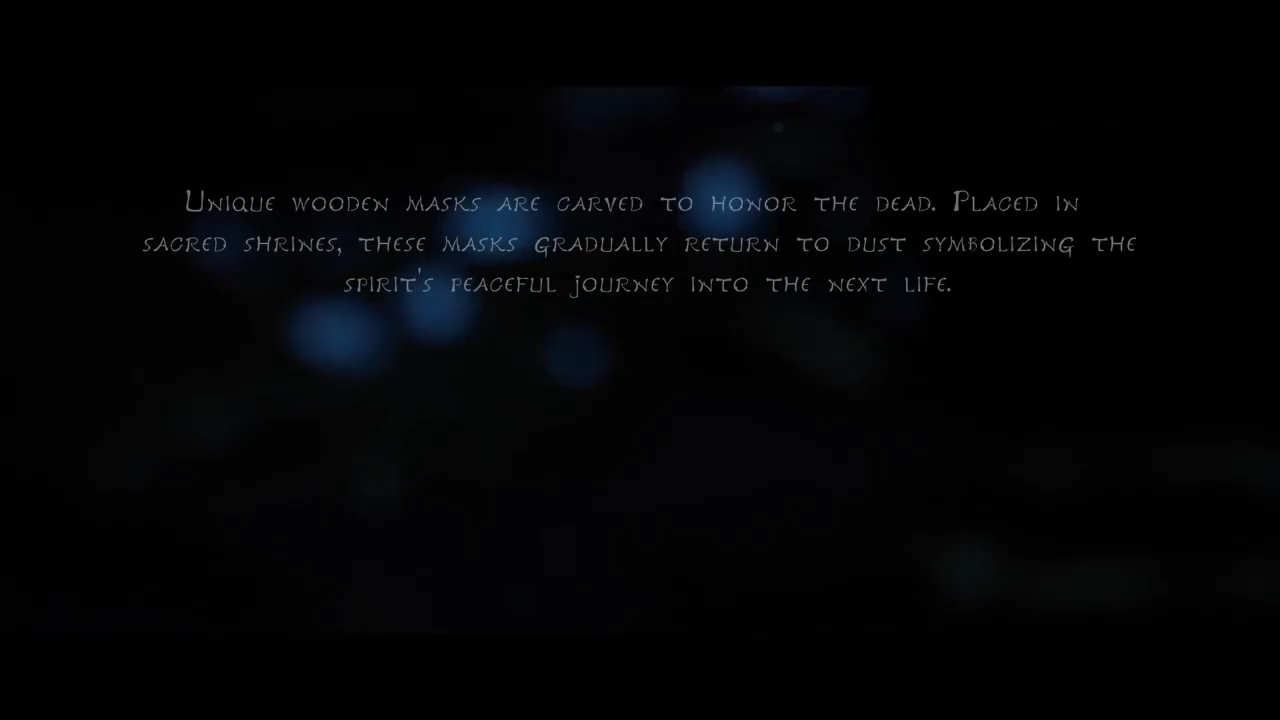 Unique wooden masks are carved to honor the dead. Placed in
sacred shrines, these masks gradually return to dust symbolizing the
spirit's peaceful journey into the next life.